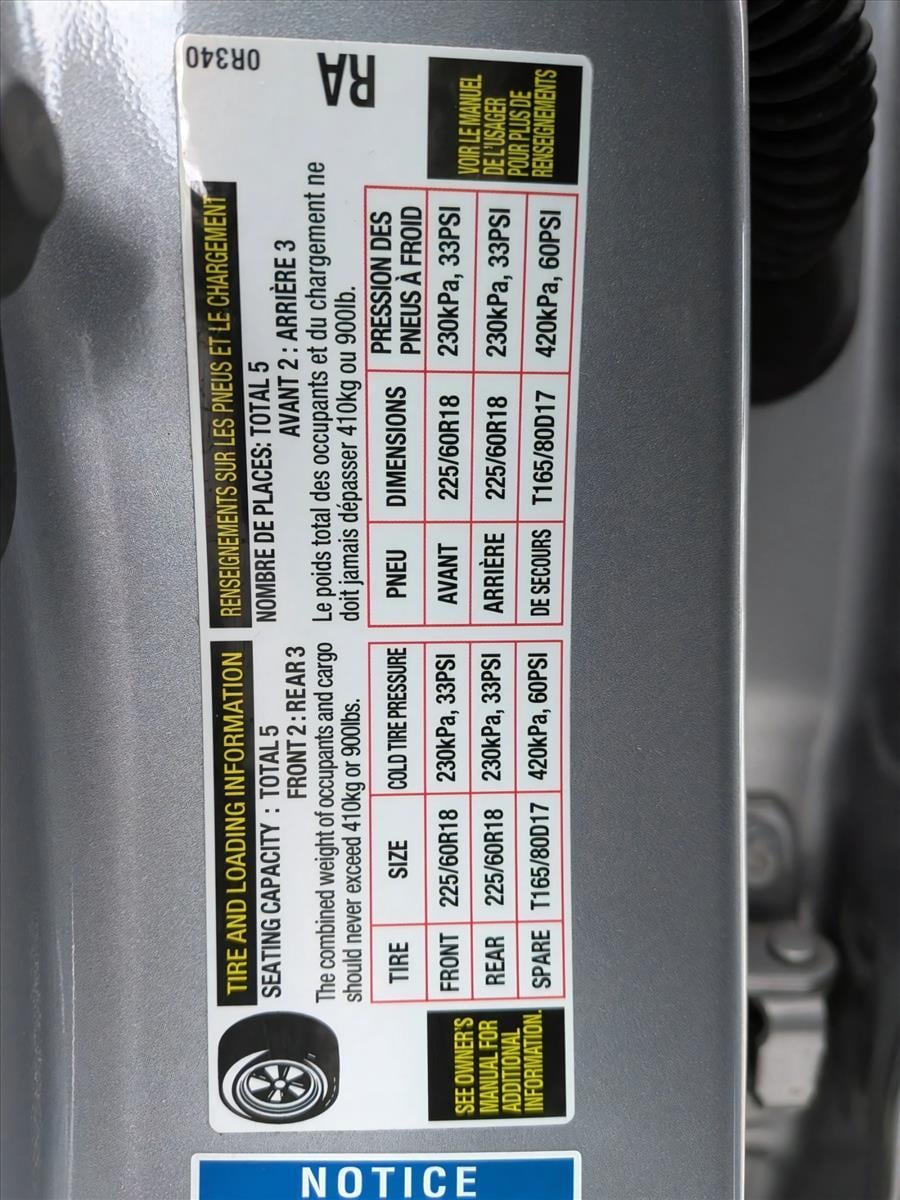 TIRE AND LOADING INFORMATION
SEATING CAPACITY : TOTAL 5
FRONT 2 : REAR 3
The combined weight of occupants and cargo
should never exceed 410kg or 900lbs.
TIRE SIZE COLD TIRE PRESSURE
FRONT 225/60R18 230kPa, 33PSI
REAR 225/60R18 230kPa, 33PSI
SPARE T165/80D17 420kPa, 60PSI
SEE OWNER'S
MANUAL FOR
ADDITIONAL
INFORMATION.
RENSEIGNEMENTS SUR LES PNEUS ET LE CHARGEMENT
NOMBRE DE PLACES: TOTAL 5
AVANT 2 : ARRIÈRE 3
Le poids total des occupants et du chargement ne
doit jamais dépasser 410kg ou 900lb.
PNEU DIMENSIONS PRESSION DES
PNEUS À FROID
AVANT 225/60R18 230kPa, 33PSI
ARRIÈRE 225/60R18 230kPa, 33PSI
DE SECOURS T165/80D17 420kPa, 60PSI
0R340
RA
VOIR LE MANUEL
DE L'USAGER
POUR PLUS DE
RENSEIGNEMENTS
NOTICE